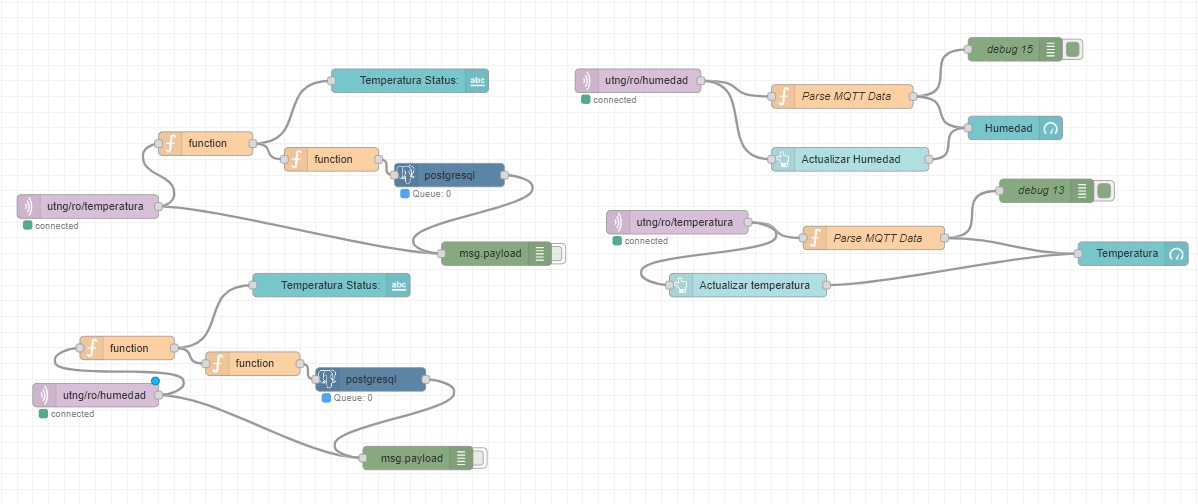 debug 15
Temperatura Status:
abc
utng/ro/humedad
connected
Parse MQTT Data
Humedad
function
function
Actualizar Humedad
postgresql
Queue: 0
debug 13
utng/ro/temperatura
connected
utng/ro/temperatura
connected
Parse MQTT Data
msg.payload
Temperatura
Temperatura Status:
abc
Actualizar temperatura
function
function
postgresql
Queue: 0
utng/ro/humedad
connected
msg.payload